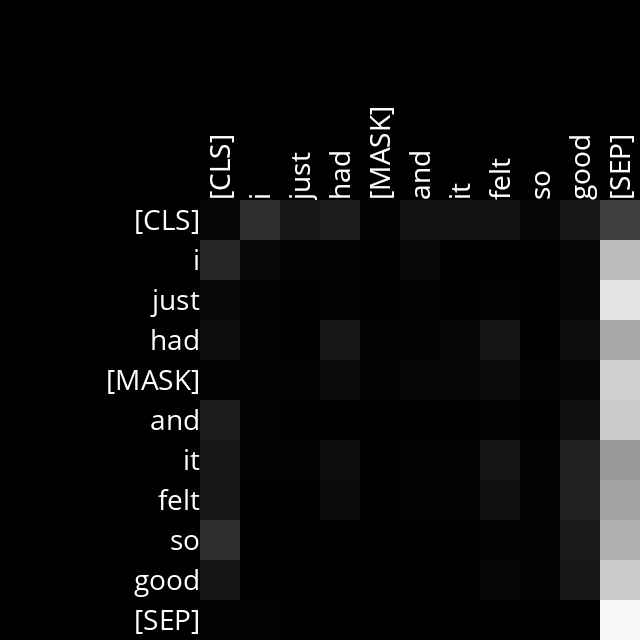 [CLS] i just had [MASK] and it felt so good [SEP]
[CLS]
i
just
had
[MASK]
and
it
felt
so
good
[SEP]